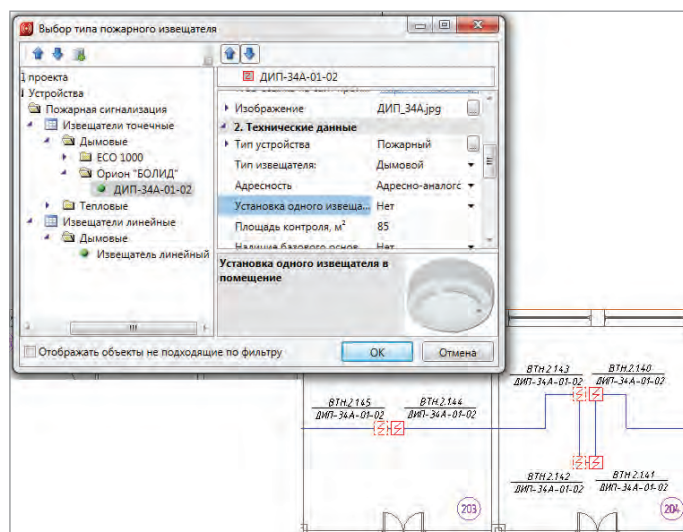 Выбор типа пожарного извещателя
проекта
Устройства
Пожарная сигнализация
Извещатели точечные
Дымовые
ECO 1000
Орион "БОЛИД"
ДИП-34А-01-02
Тепловые
Извещатели линейные
Дымовые
Извещатель линейный
ДИП-34А-01-02
Изображение ДИП_34А.jpg
2. Технические данные
Тип устройства Пожарный
Тип извещателя: Дымовой
Адресность Адресно-аналогс
Установка одного извеща... Нет
Площадь контроля, м² 85
Наличие базового основ Нет
Установка одного извещателя в
помещение
Отображать объекты не подходящие по фильтру
ОК Отмена
ВТН.2.143 ВТН.2.140
ДИП-34А-01-02 ДИП-34А-01-02
ВТН.2.145 ВТН.2.144
ДИП-34А-01-02 ДИП-34А-01-02
ВТН.2.142 ВТН.2.141
ДИП-34А-01-02 ДИП-34А-01-02
203 204